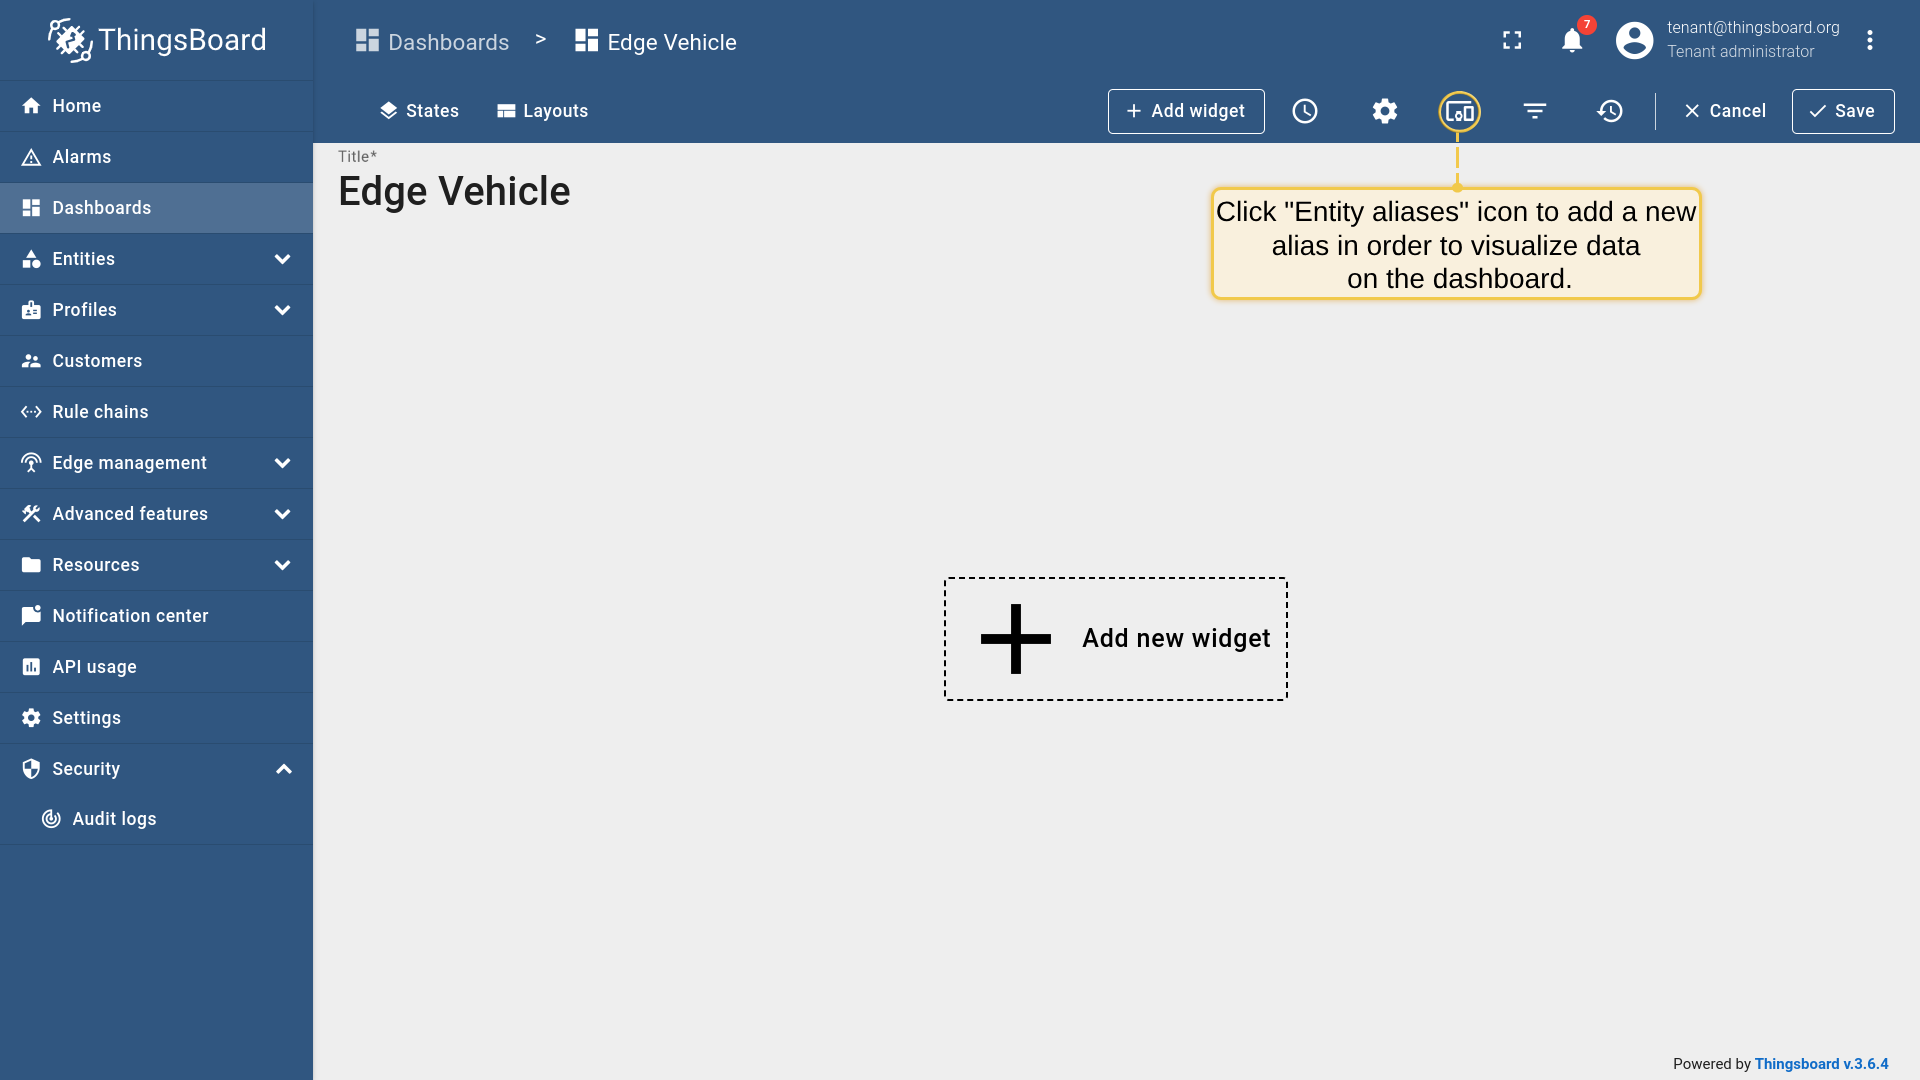 ThingsBoard
Dashboards > Edge Vehicle
7
tenant@thingsboard.org
Tenant administrator
Home
Alarms
Dashboards
Entities
Profiles
Customers
Rule chains
Edge management
Advanced features
Resources
Notification center
API usage
Settings
Security
Audit logs
States
Layouts
+ Add widget
Cancel
Save
Title*
Edge Vehicle
Click "Entity aliases" icon to add a new
alias in order to visualize data
on the dashboard.
Add new widget
Powered by Thingsboard v.3.6.4